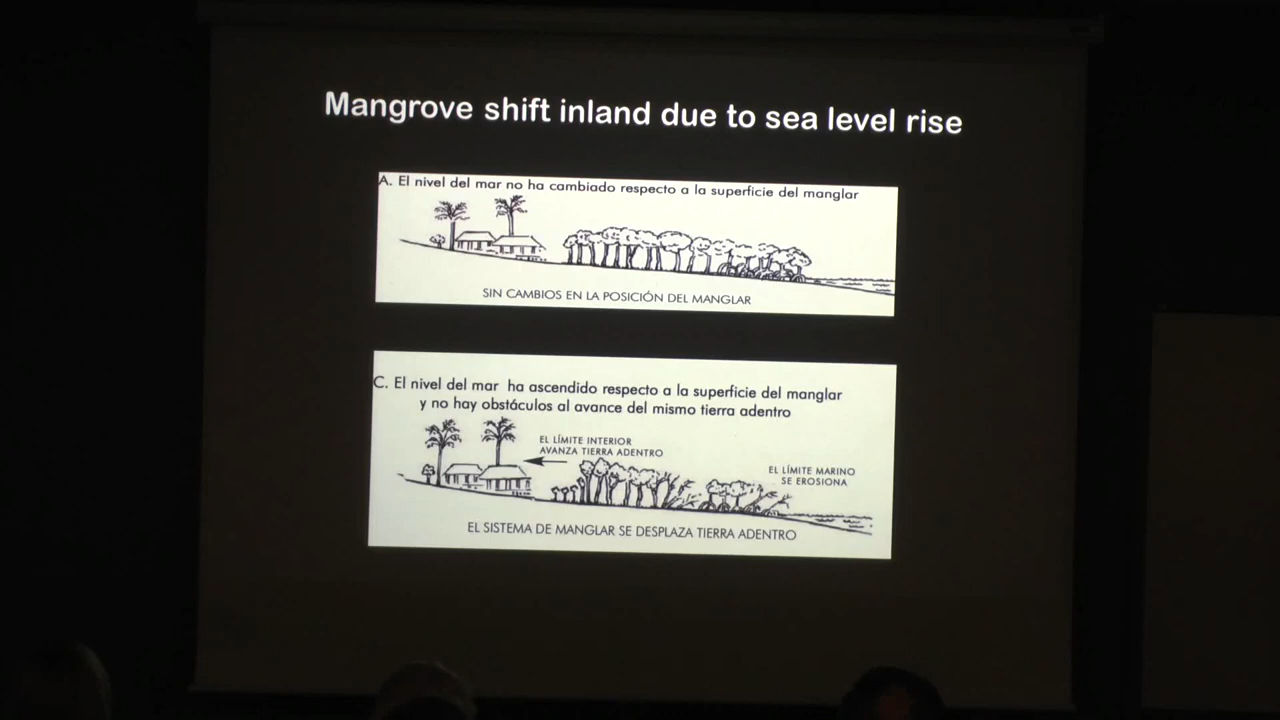 Mangrove shift inland due to sea level rise
A. El nivel del mar no ha cambiado respecto a la superficie del manglar
SIN CAMBIOS EN LA POSICIÓN DEL MANGLAR
C. El nivel del mar ha ascendido respecto a la superficie del manglar
y no hay obstáculos al avance del mismo tierra adentro
EL LÍMITE INTERIOR
AVANZA TIERRA ADENTRO
EL LÍMITE MARINO
SE EROSIONA
EL SISTEMA DE MANGLAR SE DESPLAZA TIERRA ADENTRO